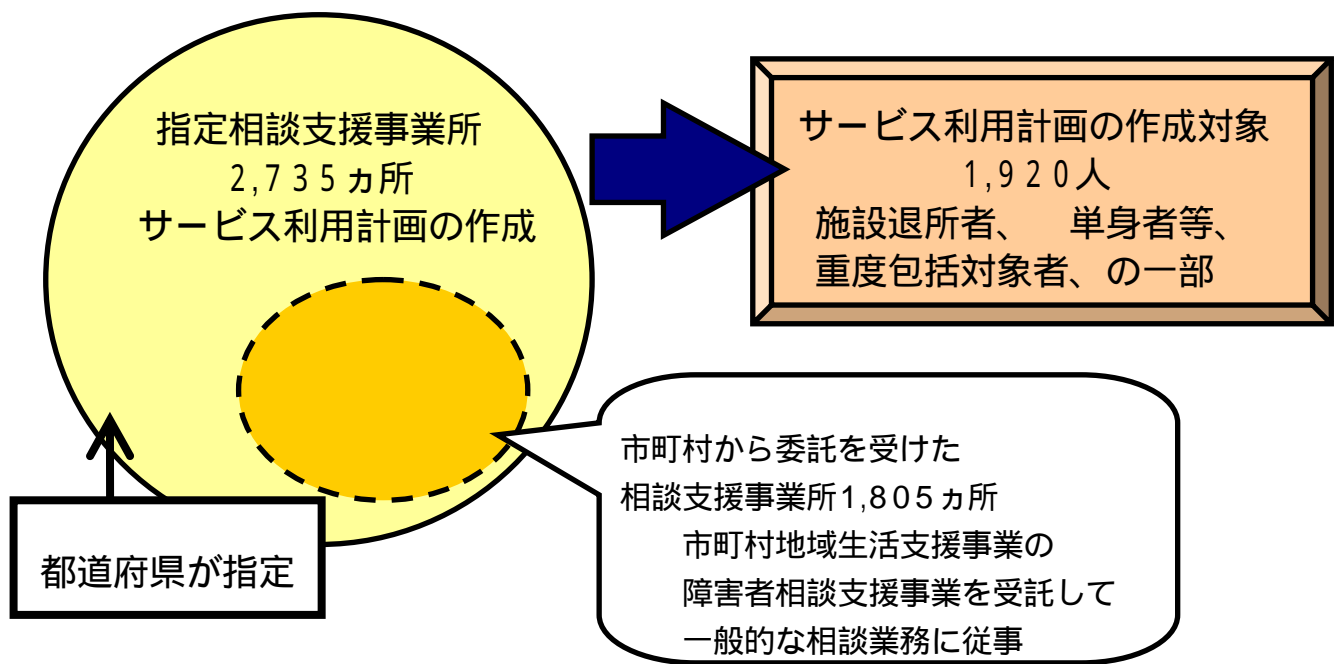 指定相談支援事業所
2,735ヵ所
サービス利用計画の作成
サービス利用計画の作成対象
1,920人
施設退所者、　単身者等、
重度包括対象者、の一部
市町村から委託を受けた
相談支援事業所1,805ヵ所
市町村地域生活支援事業の
障害者相談支援事業を受託して
一般的な相談業務に従事
都道府県が指定